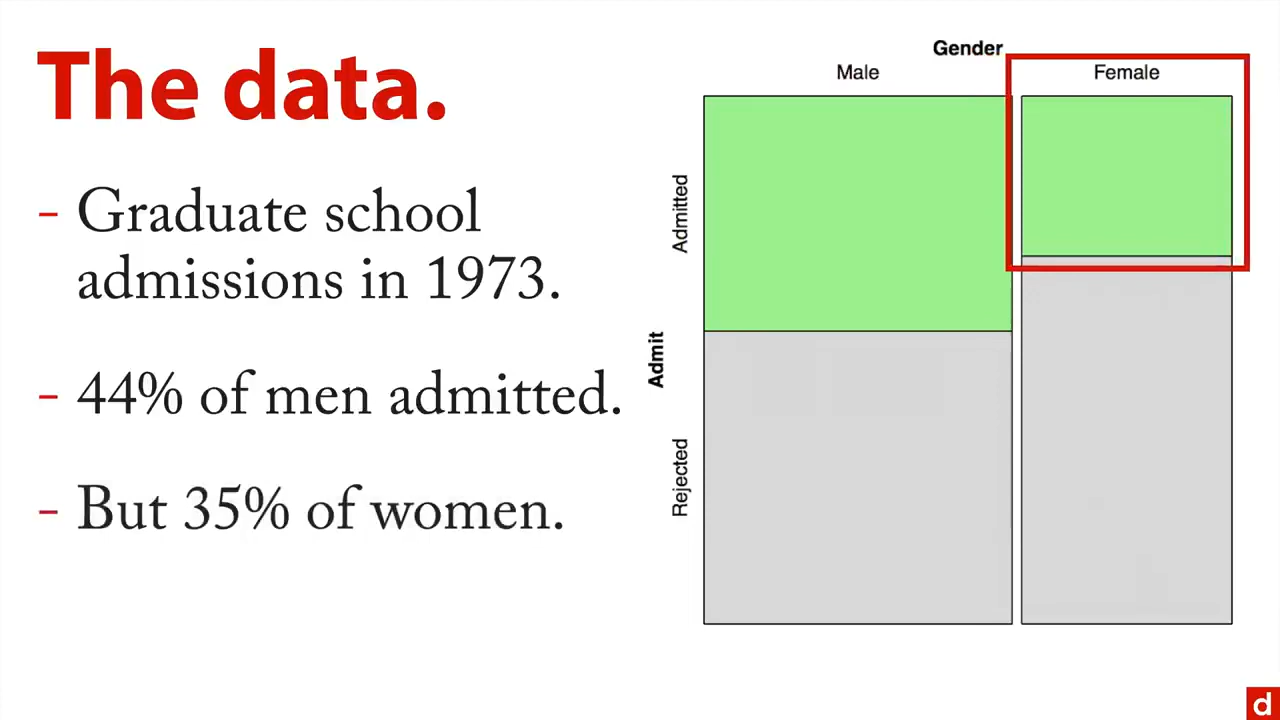 The data.
- Graduate school
admissions in 1973.
- 44% of men admitted.
- But 35% of women.
Gender
Male
Female
Admit
Admitted
Rejected
d